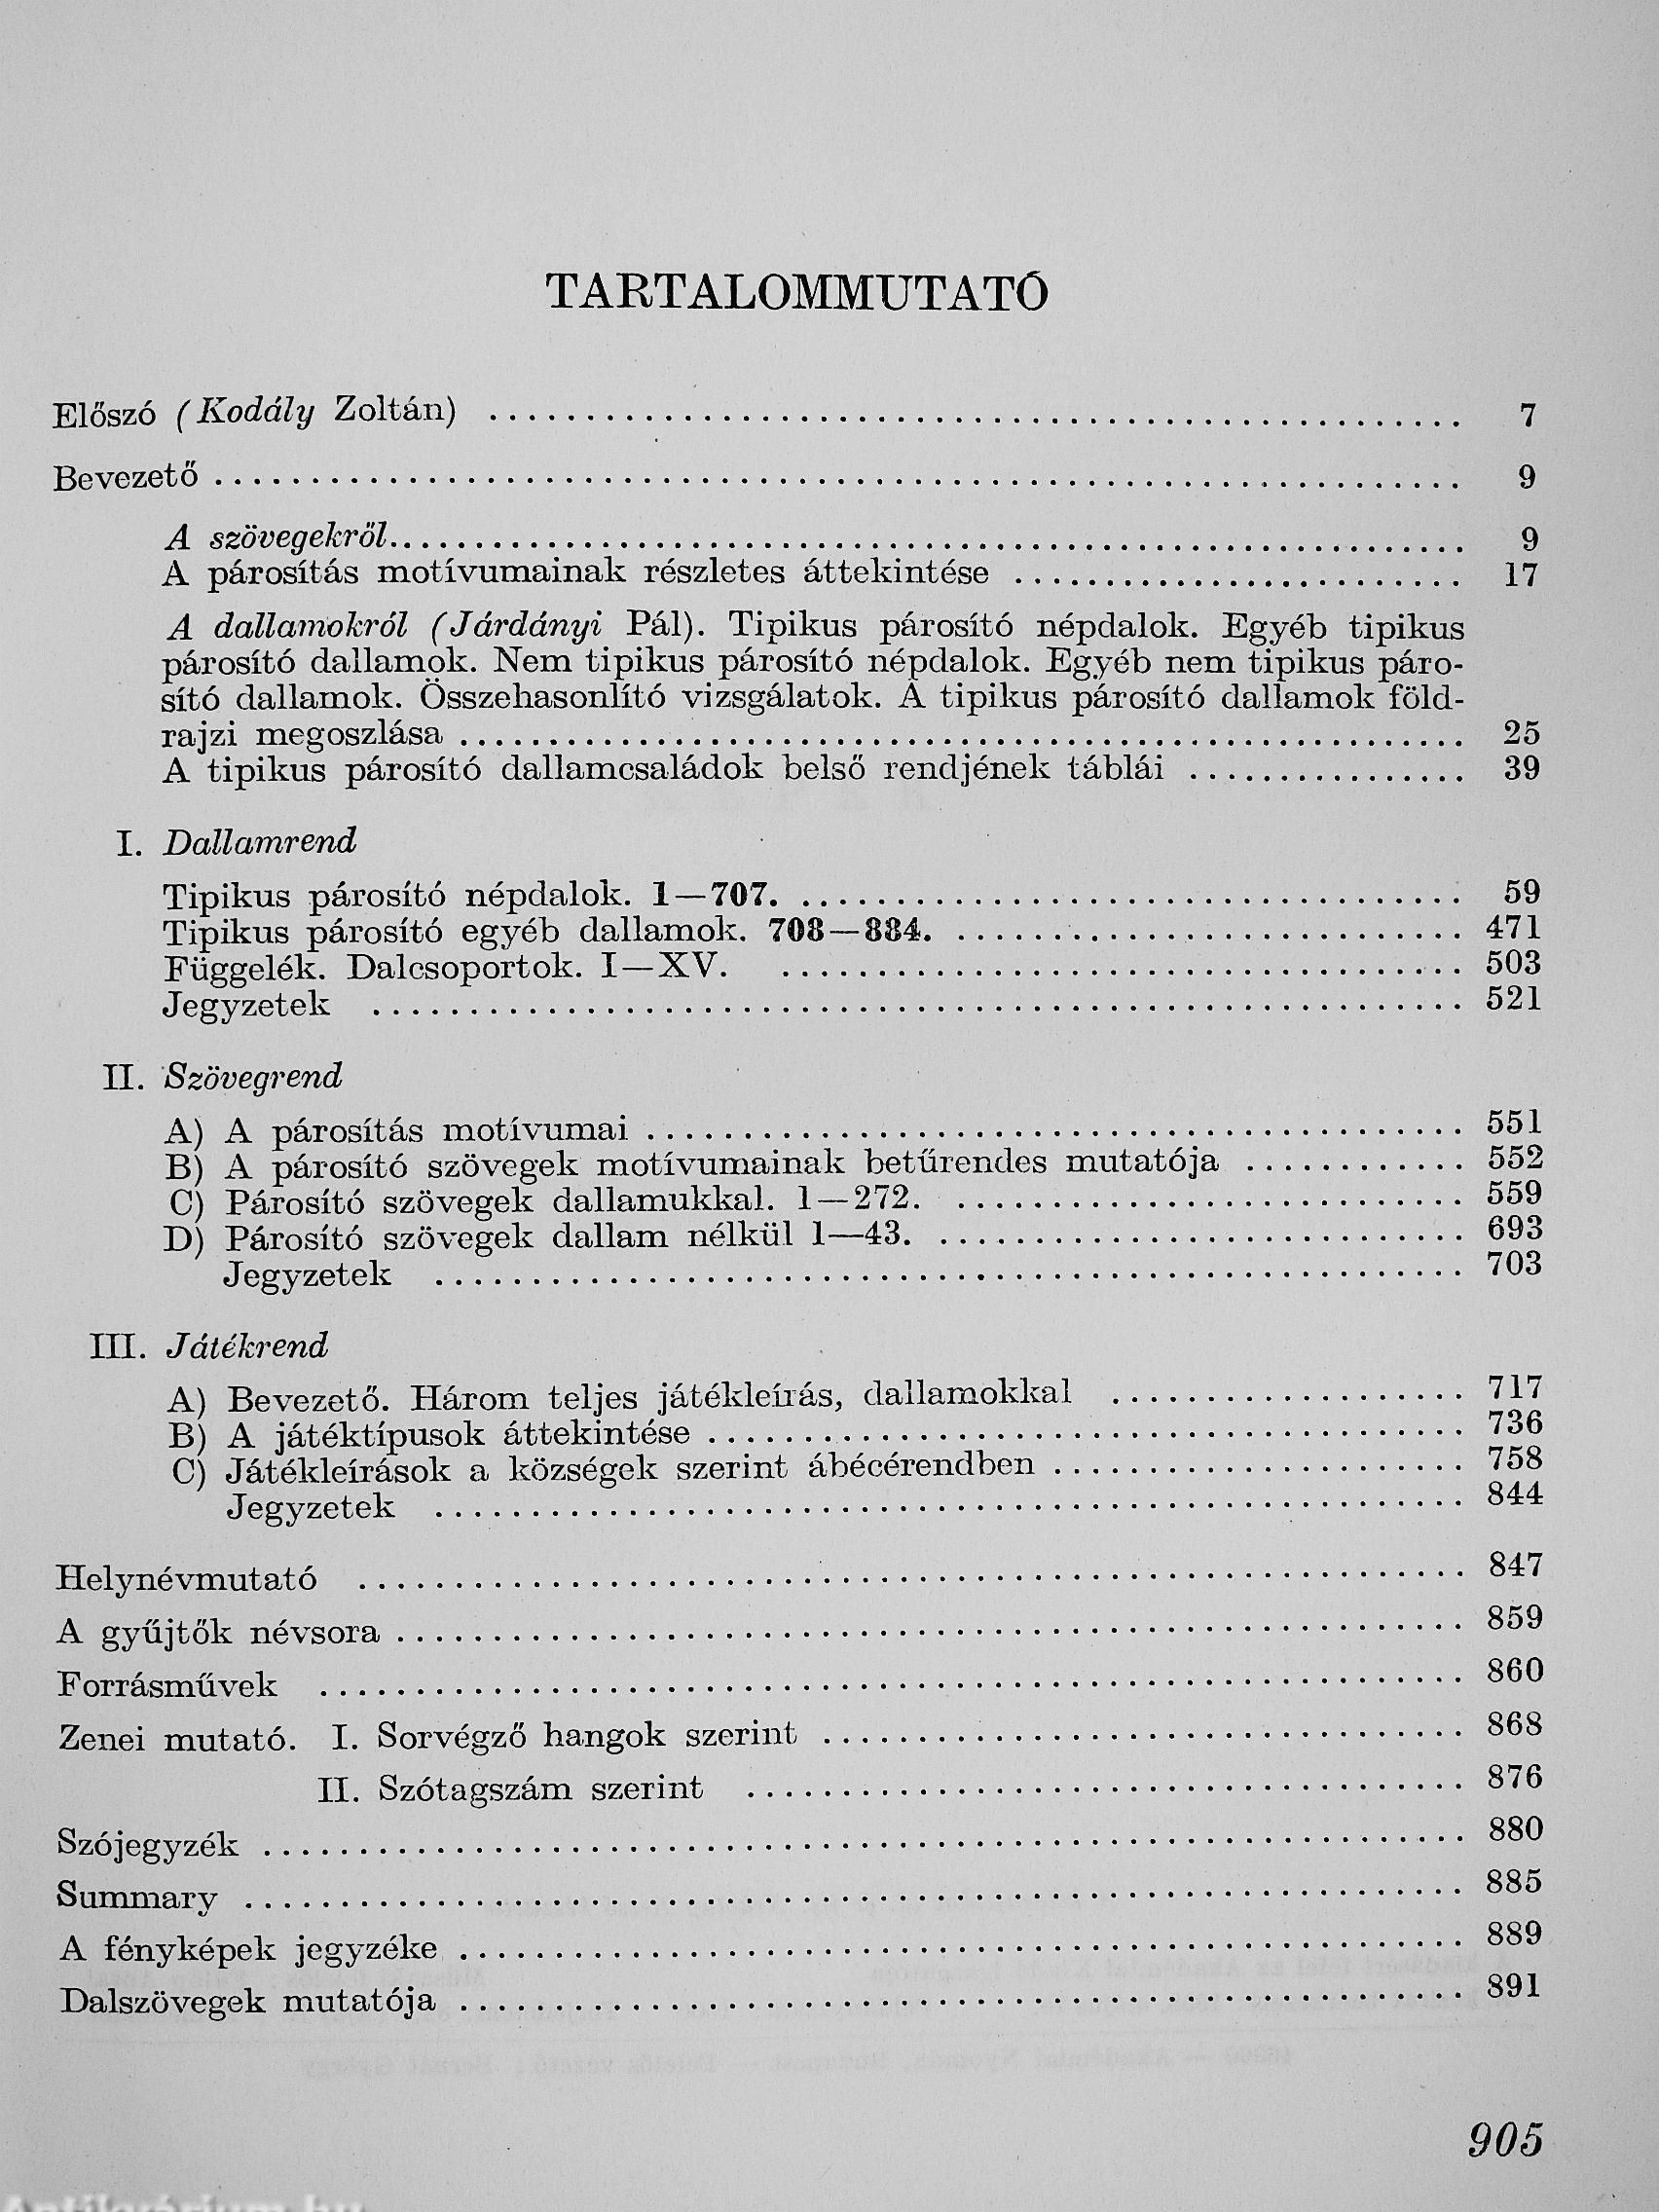 TARTALOMMUTATÓ
Előszó (Kodály Zoltán) .................................................. 7
Bevezető .................................................. 9
A szövegekről .................................................. 9
A párosítás motívumainak részletes áttekintése .................................................. 17
A dallamokról (Járdányi Pál). Tipikus párosító népdalok. Egyéb tipikus
párosító dallamok. Nem tipikus párosító népdalok. Egyéb nem tipikus páro-
sító dallamok. Összehasonlító vizsgálatok. A tipikus párosító dallamok föld-
rajzi megoszlása .................................................. 25
A tipikus párosító dallamcsaládok belső rendjének táblái .................................................. 39
I. Dallamrend
Tipikus párosító népdalok. 1—707. .................................................. 59
Tipikus párosító egyéb dallamok. 708—884. .................................................. 471
Függelék. Dalcsoportok. I—XV. .................................................. 503
Jegyzetek .................................................. 521
II. Szövegrend
A) A párosítás motívumai .................................................. 551
B) A párosító szövegek motívumainak betűrendes mutatója .................................................. 552
C) Párosító szövegek dallamukkal. 1—272. .................................................. 559
D) Párosító szövegek dallam nélkül 1—43. .................................................. 693
Jegyzetek .................................................. 703
III. Játékrend
A) Bevezető. Három teljes játékleírás, dallamokkal .................................................. 717
B) A játéktípusok áttekintése .................................................. 736
C) Játékleírások a községek szerint ábécérendben .................................................. 758
Jegyzetek .................................................. 844
Helynévmutató .................................................. 847
A gyűjtők névsora .................................................. 859
Forrásművek .................................................. 860
Zenei mutató. I. Sorvégző hangok szerint .................................................. 868
II. Szótagszám szerint .................................................. 876
Szójegyzék .................................................. 880
Summary .................................................. 885
A fényképek jegyzéke .................................................. 889
Dalszövegek mutatója .................................................. 891
905